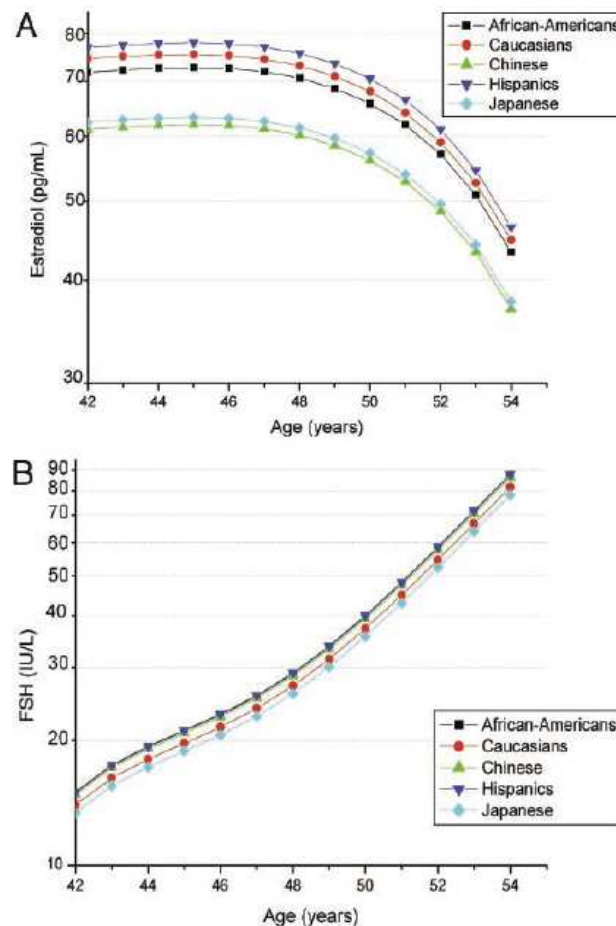 A
80
70
60
50
40
30
Estradiol (pg/mL)
African-Americans
Caucasians
Chinese
Hispanics
Japanese
42 44 46 48 50 52 54
Age (years)
B
90
80
70
60
50
40
30
20
10
FSH (IU/L)
African-Americans
Caucasians
Chinese
Hispanics
Japanese
42 44 46 48 50 52 54
Age (years)